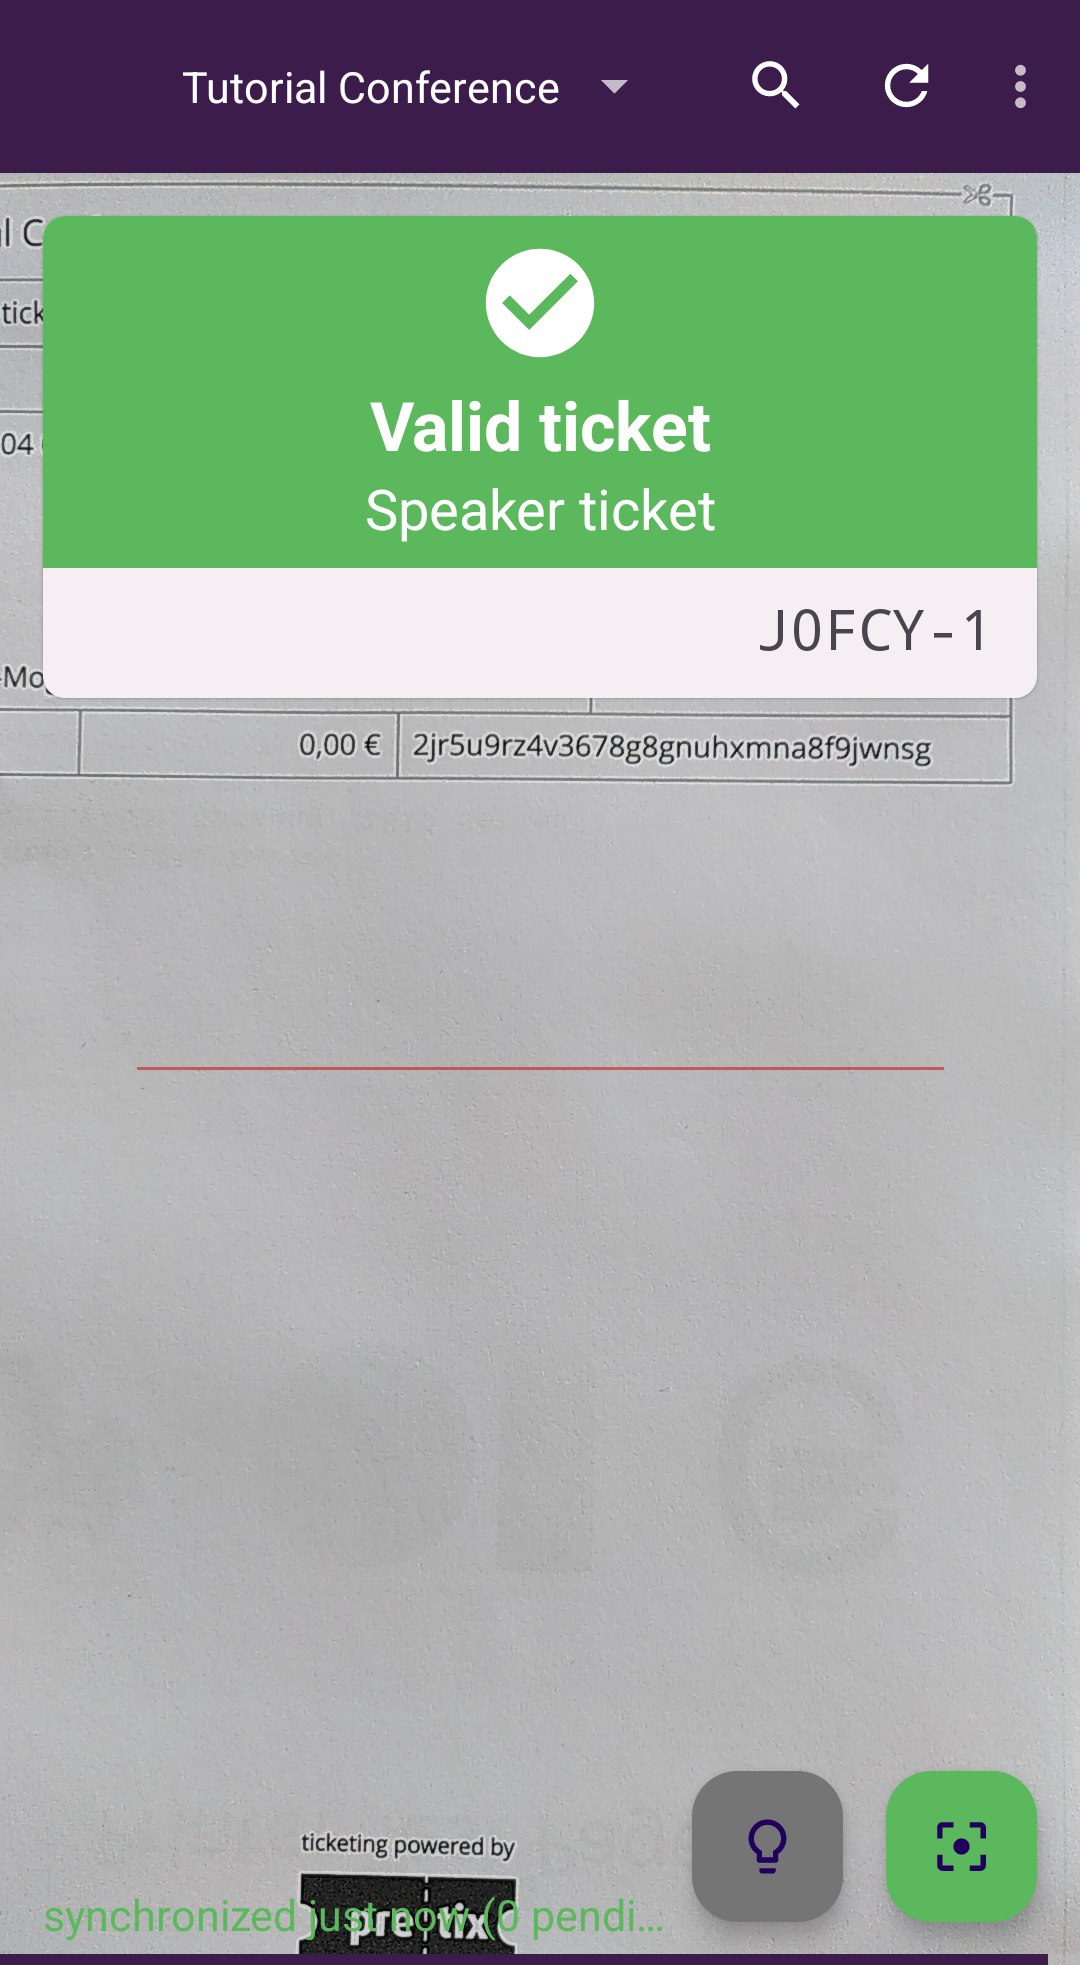 Tutorial Conference
l C
tick
Valid ticket
04
Speaker ticket
J0FCY-1
-Mo
0,00 € 2jr5u9rz4v3678g8gnuhxmna8f9jwnsg
ticketing powered by
pretix
synchronized just now (0 pendi...